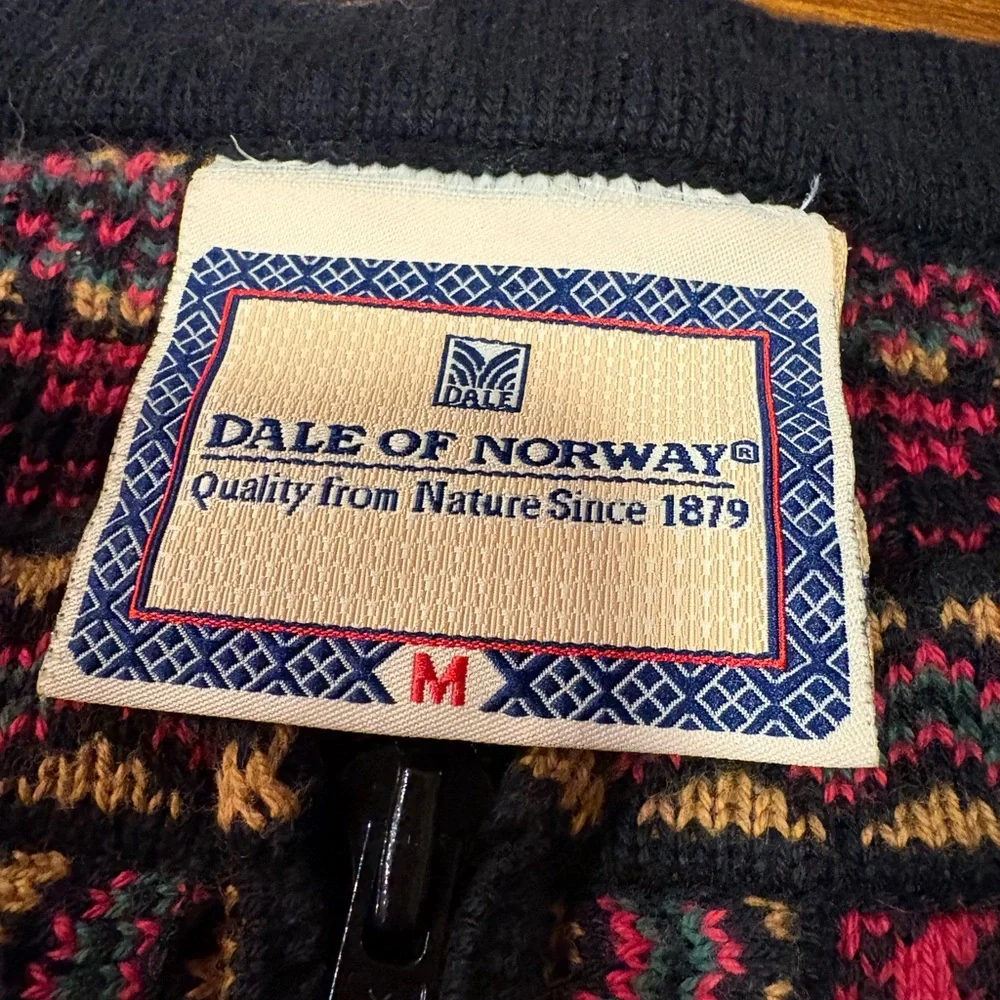 DALE
DALE OF NORWAY®
Quality from Nature Since 1879
M